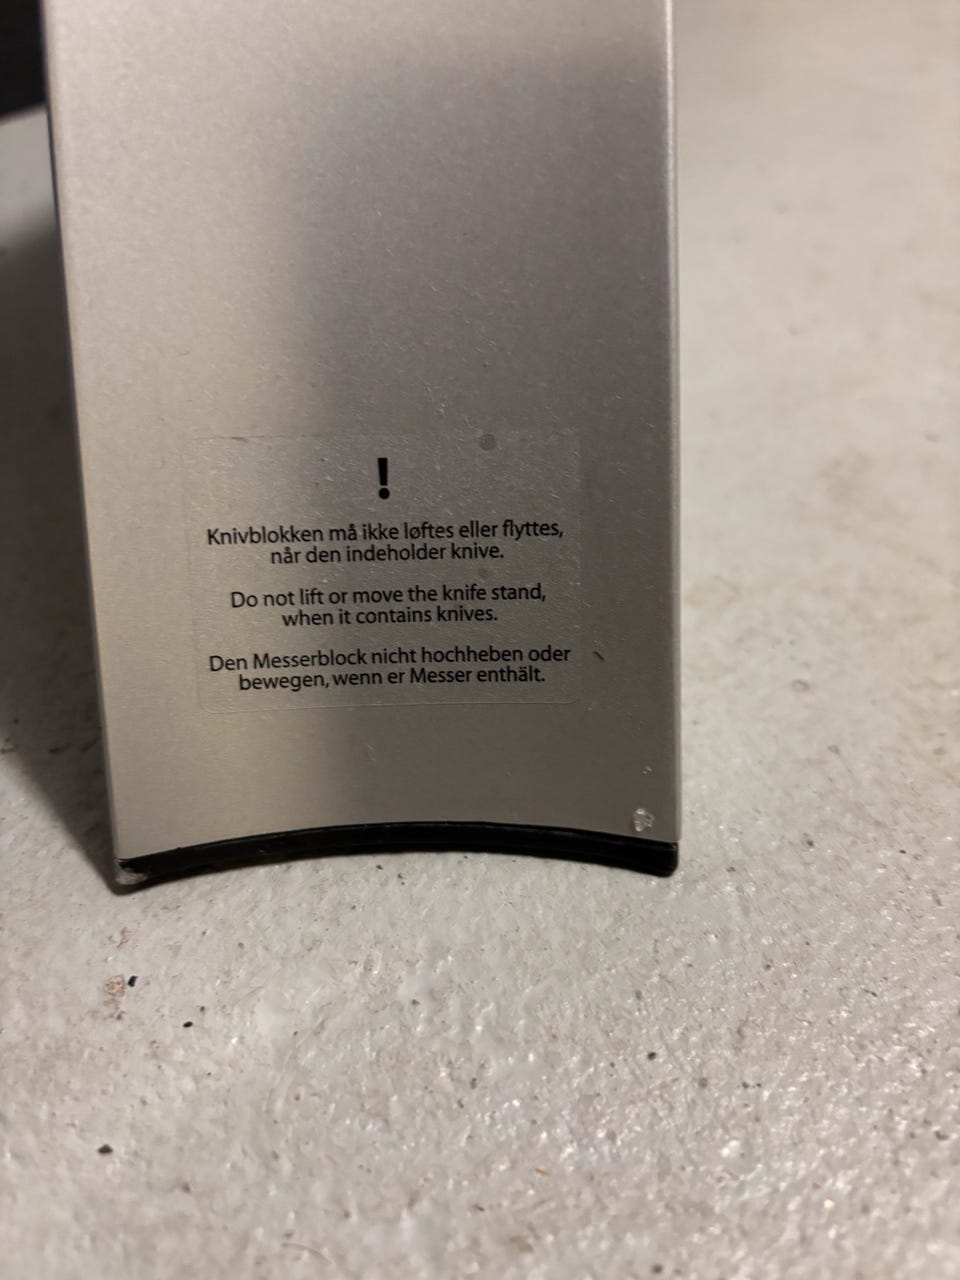 !
Knivblokken må ikke løftes eller flyttes,
når den indeholder knive.
Do not lift or move the knife stand,
when it contains knives.
Den Messerblock nicht hochheben oder
bewegen, wenn er Messer enthält.